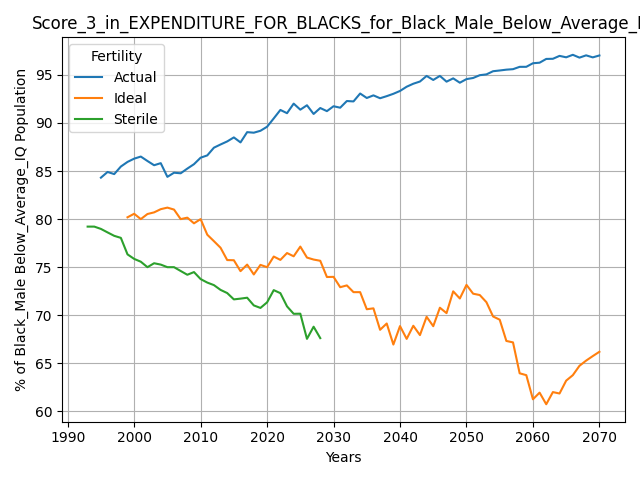 Score_3_in_EXPENDITURE_FOR_BLACKS_for_Black_Male_Below_Average_
Fertility
Actual
Ideal
Sterile
% of Black_Male Below_Average_IQ Population
95
90
85
80
75
70
65
60
1990
2000
2010
2020
2030
2040
2050
2060
2070
Years